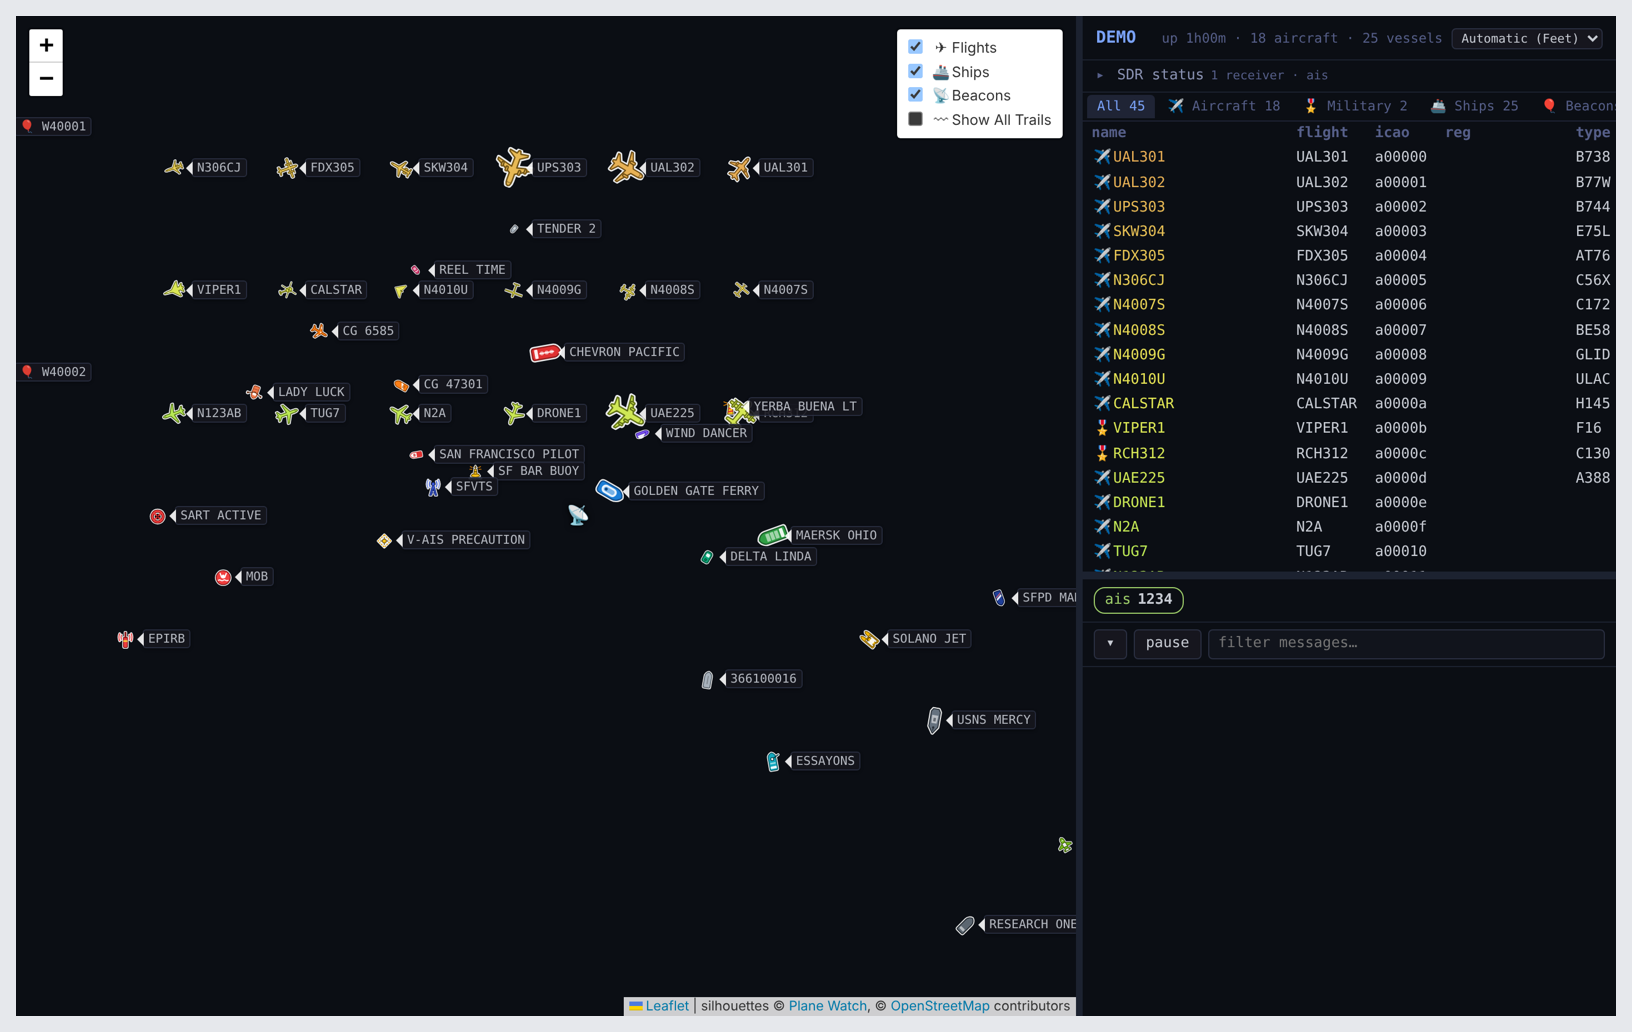 +
−
✈ Flights
Ships
Beacons
Show All Trails
W40001
N306CJ
FDX305
SKW304
UPS303
UAL302
UAL301
TENDER 2
REEL TIME
VIPER1
CALSTAR
N4010U
N4009G
N4008S
N4007S
CG 6585
CHEVRON PACIFIC
W40002
LADY LUCK
CG 47301
N123AB
TUG7
N2A
DRONE1
UAE225
YERBA BUENA LT
WIND DANCER
SAN FRANCISCO PILOT
SF BAR BUOY
SFVTS
GOLDEN GATE FERRY
SART ACTIVE
V-AIS PRECAUTION
MAERSK OHIO
DELTA LINDA
MOB
SFPD MA
EPIRB
SOLANO JET
366100016
USNS MERCY
ESSAYONS
RESEARCH ONE
Leaflet | silhouettes © Plane Watch, © OpenStreetMap contributors
DEMO up 1h00m · 18 aircraft · 25 vessels Automatic (Feet)
▸ SDR status 1 receiver · ais
All 45 Aircraft 18 Military 2 Ships 25 Beacons
name flight icao reg type
UAL301 UAL301 a00000 B738
UAL302 UAL302 a00001 B77W
UPS303 UPS303 a00002 B744
SKW304 SKW304 a00003 E75L
FDX305 FDX305 a00004 AT76
N306CJ N306CJ a00005 C56X
N4007S N4007S a00006 C172
N4008S N4008S a00007 BE58
N4009G N4009G a00008 GLID
N4010U N4010U a00009 ULAC
CALSTAR CALSTAR a0000a H145
VIPER1 VIPER1 a0000b F16
RCH312 RCH312 a0000c C130
UAE225 UAE225 a0000d A388
DRONE1 DRONE1 a0000e
N2A N2A a0000f
TUG7 TUG7 a00010
ais 1234
▾ pause filter messages…